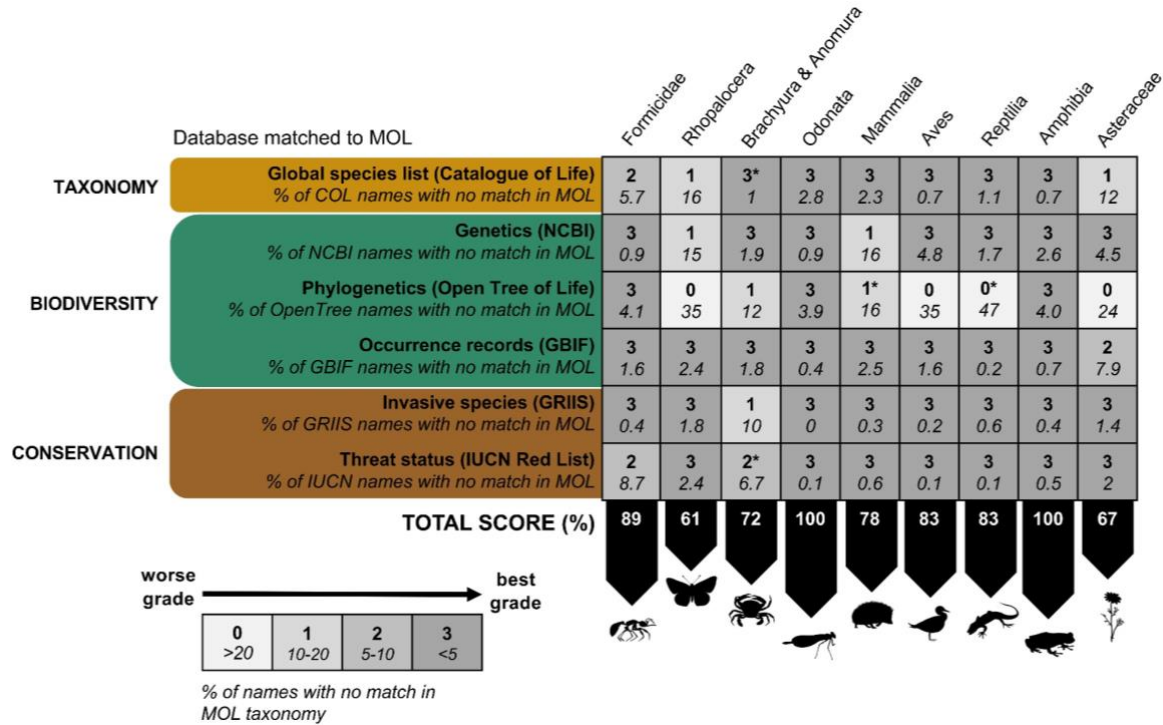 Formicidae
Rhopalocera
Brachyura & Anomura
Odonata
Mammalia
Aves
Reptilia
Amphibia
Asteraceae
Database matched to MOL
TAXONOMY
Global species list (Catalogue of Life)
% of COL names with no match in MOL
2 1 3* 3 3 3 3 3 1
5.7 16 1 2.8 2.3 0.7 1.1 0.7 12
BIODIVERSITY
Genetics (NCBI)
% of NCBI names with no match in MOL
3 1 3 3 1 3 3 3 3
0.9 15 1.9 0.9 16 4.8 1.7 2.6 4.5
Phylogenetics (Open Tree of Life)
% of OpenTree names with no match in MOL
3 0 1 3 1* 0 0* 3 0
4.1 35 12 3.9 16 35 47 4.0 24
Occurrence records (GBIF)
% of GBIF names with no match in MOL
3 3 3 3 3 3 3 3 2
1.6 2.4 1.8 0.4 2.5 1.6 0.2 0.7 7.9
CONSERVATION
Invasive species (GRIIS)
% of GRIIS names with no match in MOL
3 3 1 3 3 3 3 3 3
0.4 1.8 10 0 0.3 0.2 0.6 0.4 1.4
Threat status (IUCN Red List)
% of IUCN names with no match in MOL
2 3 2* 3 3 3 3 3 3
8.7 2.4 6.7 0.1 0.6 0.1 0.1 0.5 2
TOTAL SCORE (%) 89 61 72 100 78 83 83 100 67
worse
grade
best
grade
0 1 2 3
>20 10-20 5-10 <5
% of names with no match in
MOL taxonomy